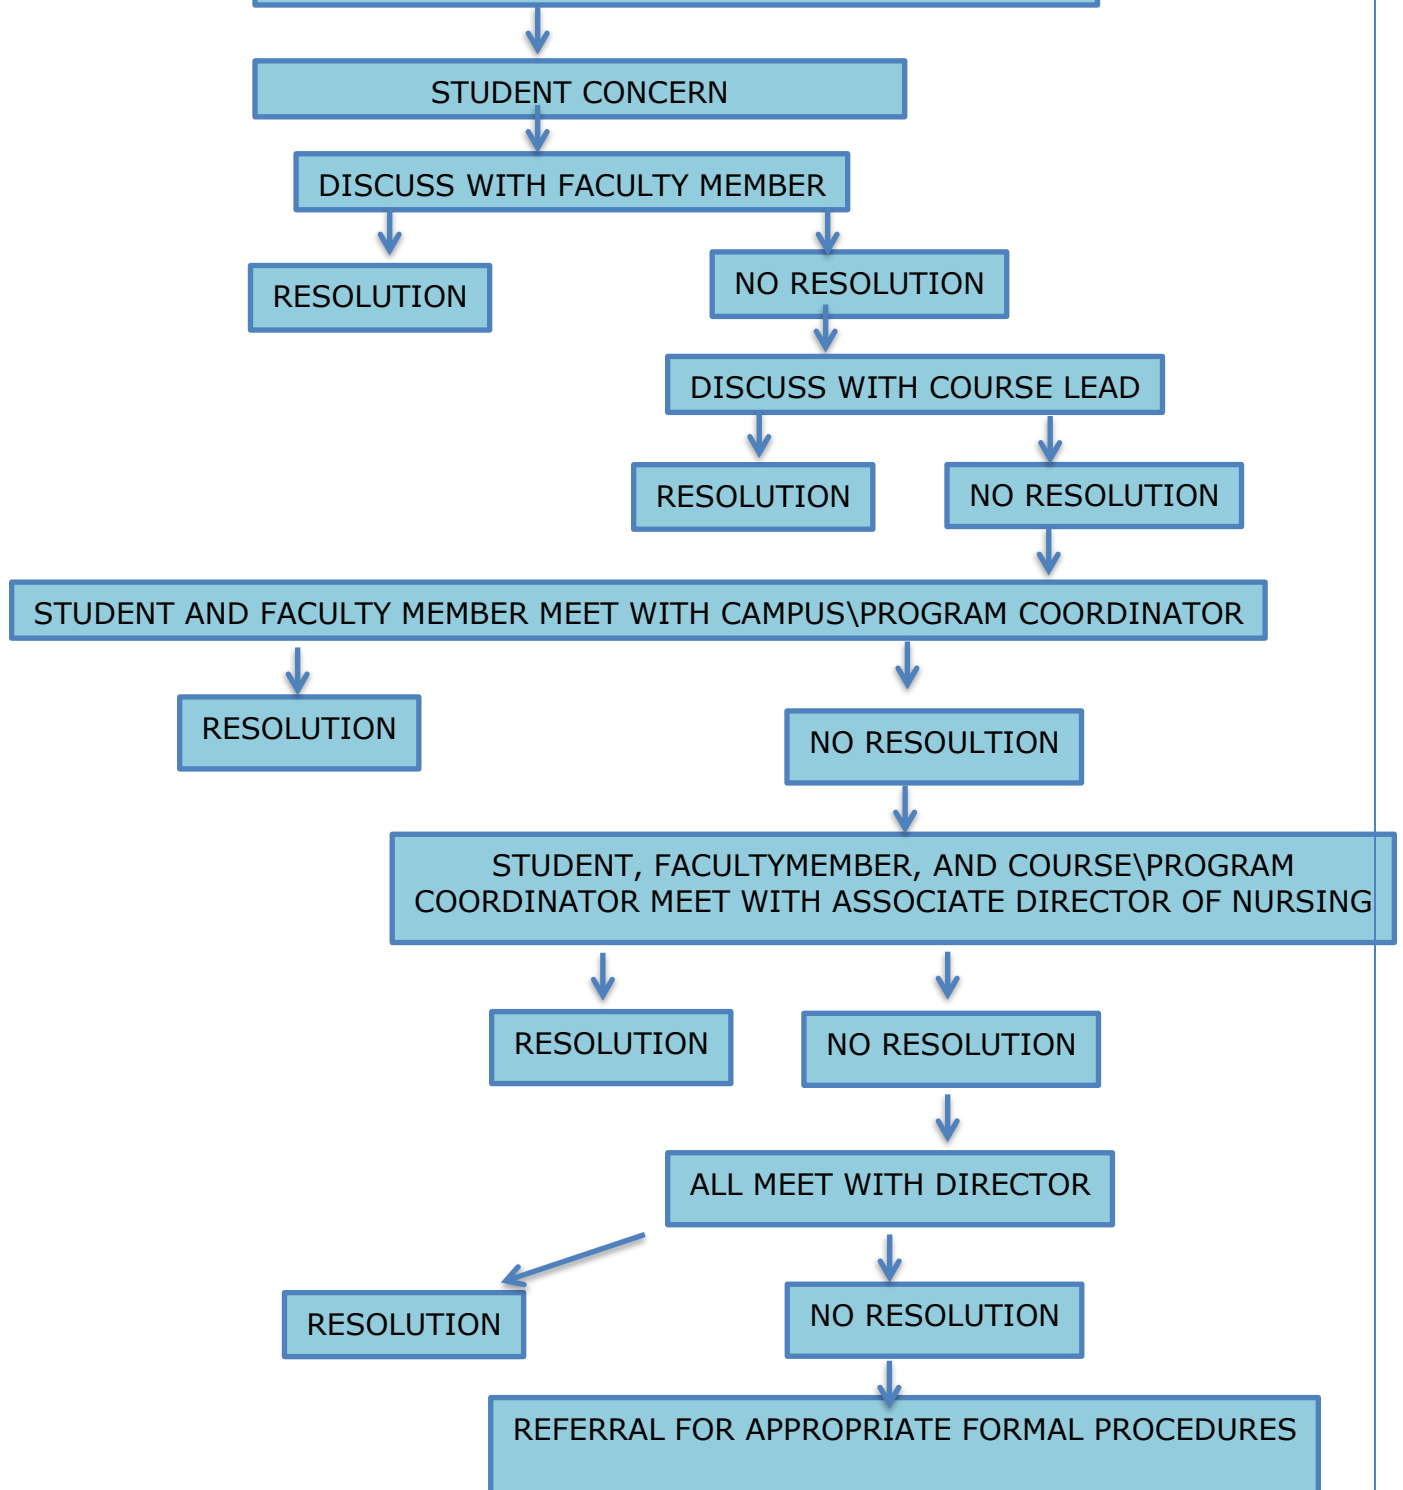 STUDENT CONCERN
DISCUSS WITH FACULTY MEMBER
RESOLUTION
NO RESOLUTION
DISCUSS WITH COURSE LEAD
RESOLUTION
NO RESOLUTION
STUDENT AND FACULTY MEMBER MEET WITH CAMPUS\PROGRAM COORDINATOR
RESOLUTION
NO RESOULTION
STUDENT, FACULTYMEMBER, AND COURSE\PROGRAM
COORDINATOR MEET WITH ASSOCIATE DIRECTOR OF NURSING
RESOLUTION
NO RESOLUTION
ALL MEET WITH DIRECTOR
RESOLUTION
NO RESOLUTION
REFERRAL FOR APPROPRIATE FORMAL PROCEDURES